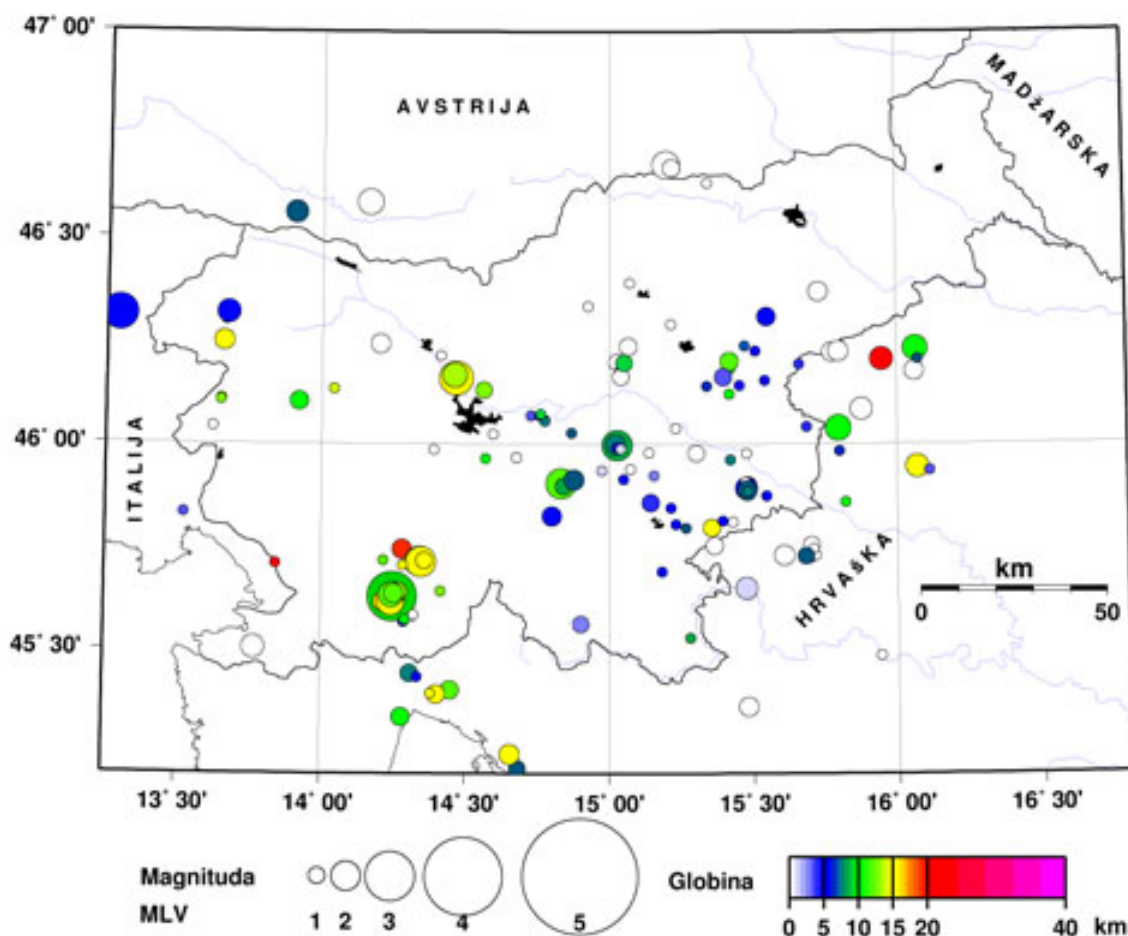 47° 00'
AVSTRIJA
MADžARSKA
46° 30'
46° 00'
ITALIJA
HRVAšKA
km
0 50
45° 30'
13° 30' 14° 00' 14° 30' 15° 00' 15° 30' 16° 00' 16° 30'
Magnituda
MLV
1 2 3 4 5
Globina
0 5 10 15 20 40 km